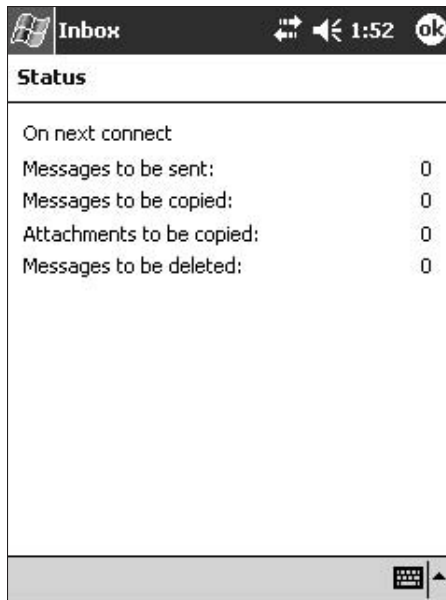 Inbox 1:52 ok
Status
On next connect
Messages to be sent: 0
Messages to be copied: 0
Attachments to be copied: 0
Messages to be deleted: 0